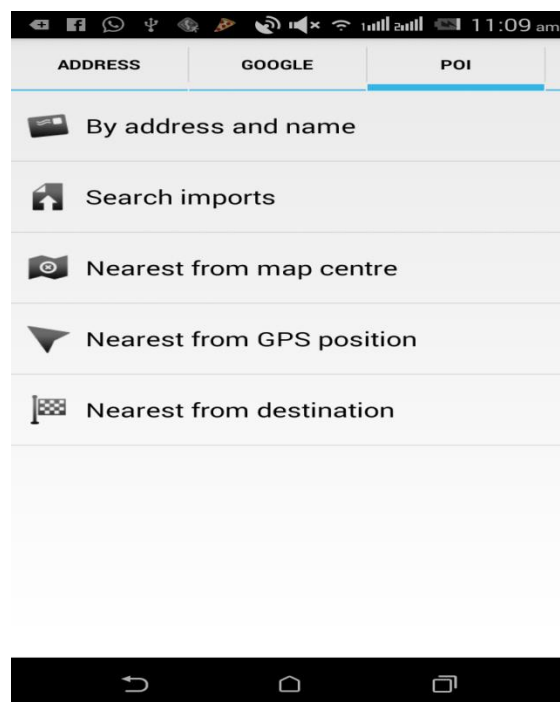 11:09 am
ADDRESS GOOGLE POI
By address and name
Search imports
Nearest from map centre
Nearest from GPS position
Nearest from destination